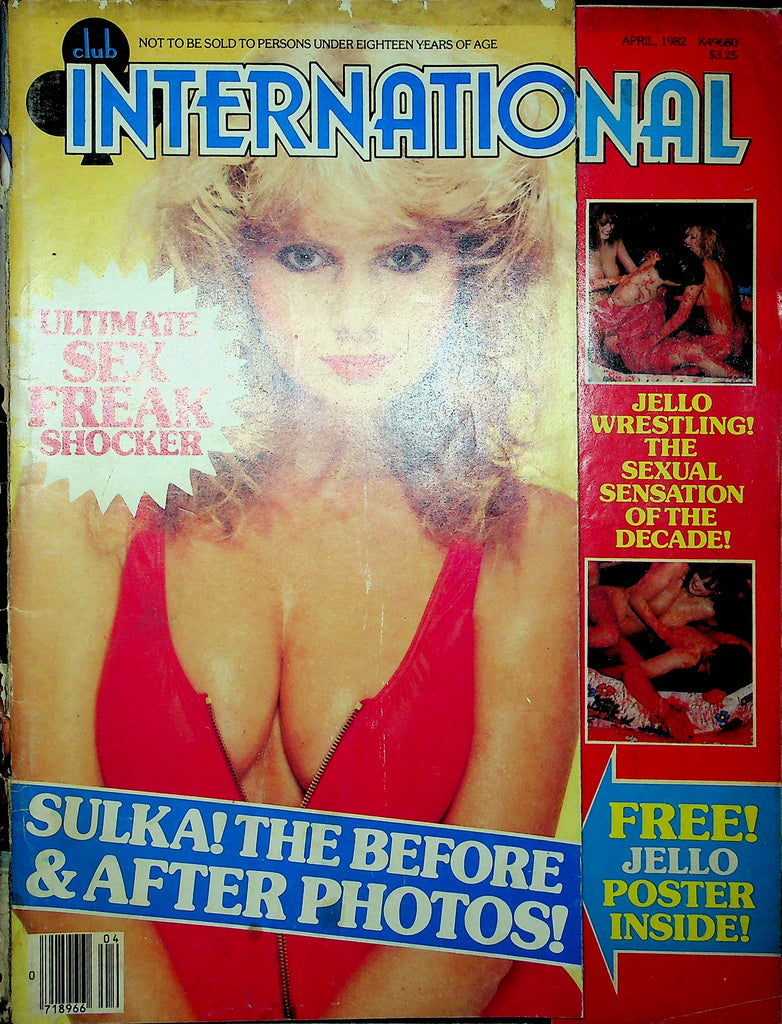 club
NOT TO BE SOLD TO PERSONS UNDER EIGHTEEN YEARS OF AGE
APRIL, 1982 K49680
$3.25
INTERNATIONAL
ULTIMATE
SEX
FREAK
SHOCKER
JELLO
WRESTLING!
THE
SEXUAL
SENSATION
OF THE
DECADE!
SULKA! THE BEFORE
& AFTER PHOTOS!
FREE!
JELLO
POSTER
INSIDE!
04
0
718966